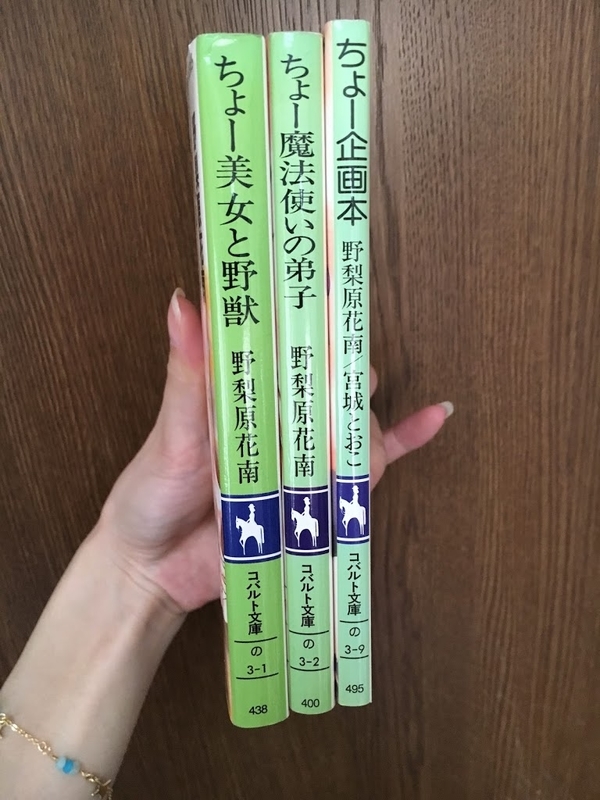 ちょー美女と野獣
野梨原花南
コバルト文庫
の
3-1
438
ちょー魔法使いの弟子
野梨原花南
コバルト文庫
の
3-2
400
ちょー企画本
野梨原花南/宮城とおこ
コバルト文庫
の
3-9
495